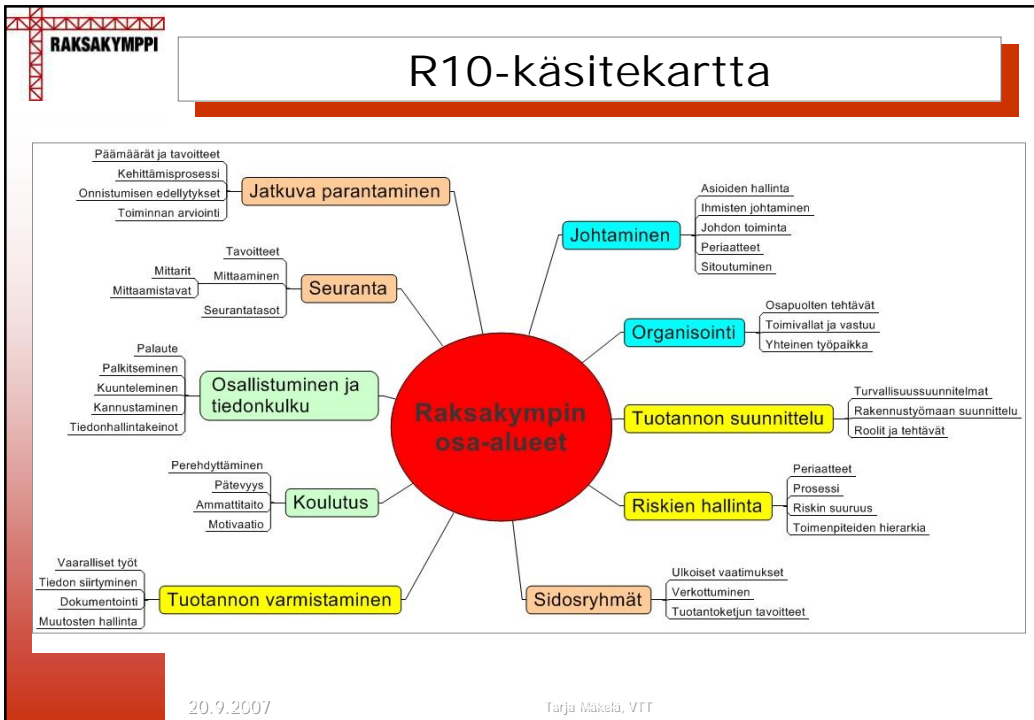 RAKSAKYMPPI
R10-käsitekartta
Päämäärät ja tavoitteet
Kehittämisprosessi
Onnistumisen edellytykset
Toiminnan arviointi
Jatkuva parantaminen
Asioiden hallinta
Ihmisten johtaminen
Johdon toiminta
Periaatteet
Sitoutuminen
Johtaminen
Tavoitteet
Mittarit
Mittaaminen
Mittaamistavat
Seurantatasot
Seuranta
Osapuolten tehtävät
Toimivallat ja vastuu
Yhteinen työpaikka
Organisointi
Palaute
Palkitseminen
Kuunteleminen
Kannustaminen
Tiedonhallintakeinot
Osallistuminen ja
tiedonkulku
Raksakympin
osa-alueet
Tuotannon suunnittelu
Turvallisuussuunnitelmat
Rakennustyömaan suunnittelu
Roolit ja tehtävät
Perehdyttäminen
Pätevyys
Ammattitaito
Motivaatio
Koulutus
Riskien hallinta
Periaatteet
Prosessi
Riskin suuruus
Toimenpiteiden hierarkia
Vaaralliset työt
Tiedon siirtyminen
Dokumentointi
Muutosten hallinta
Tuotannon varmistaminen
Sidosryhmät
Ulkoiset vaatimukset
Verkottuminen
Tuotantoketjun tavoitteet
20.9.2007
Tarja Mäkelä, VTT